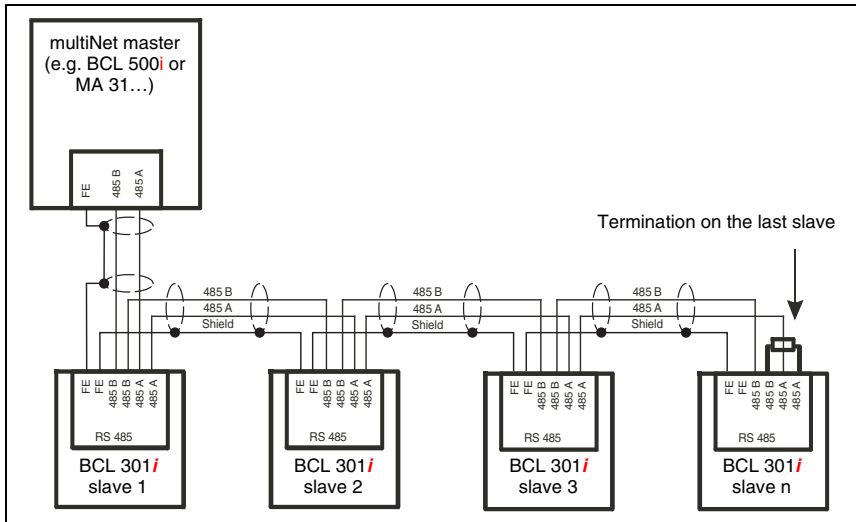 multiNet master
(e.g. BCL 500i or
MA 31…)
FE
485 B
485 A
Termination on the last slave
485 B
485 A
Shield
485 B
485 A
Shield
485 B
485 A
Shield
FE
FE
485 B
485 B
485 A
485 A
RS 485
BCL 301i
slave 1
FE
FE
485 B
485 B
485 A
485 A
RS 485
BCL 301i
slave 2
FE
FE
485 B
485 B
485 A
485 A
RS 485
BCL 301i
slave 3
FE
FE
485 B
485 B
485 A
485 A
RS 485
BCL 301i
slave n